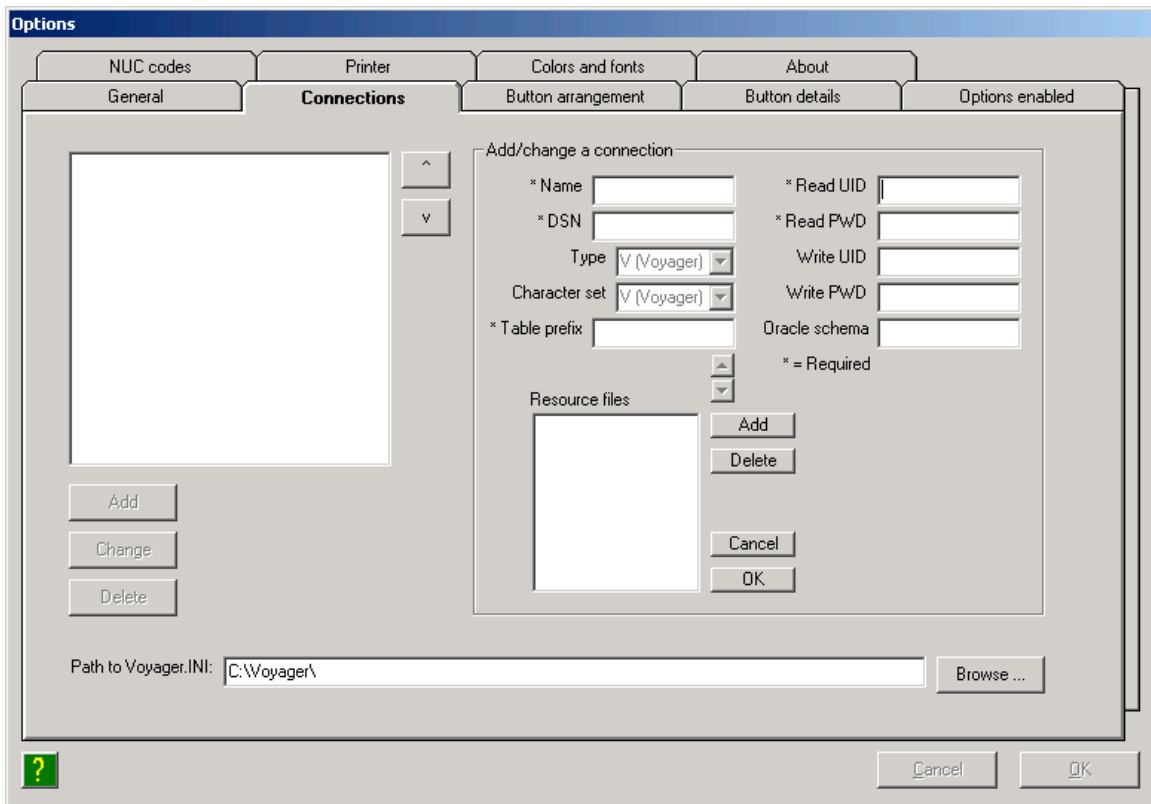 Options
NUC codes
Printer
Colors and fonts
About
General
Connections
Button arrangement
Button details
Options enabled
^
v
Add
Change
Delete
Add/change a connection
* Name
* DSN
Type V (Voyager)
Character set V (Voyager)
* Table prefix
* Read UID
* Read PWD
Write UID
Write PWD
Oracle schema
* = Required
Resource files
Add
Delete
Cancel
OK
Path to Voyager.INI: C:\Voyager\
Browse ...
?
Cancel
OK